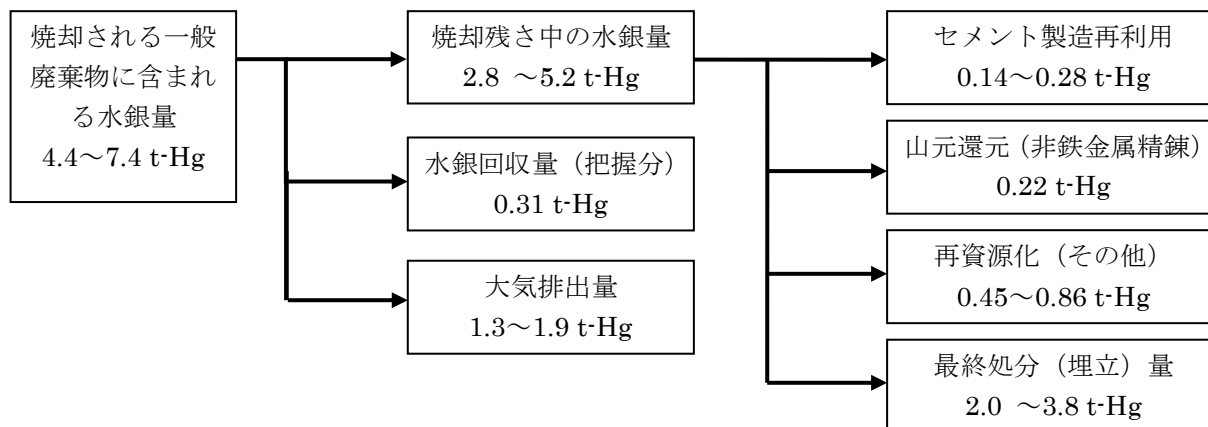 焼却される一般
廃棄物に含まれ
る水銀量
4.4～7.4 t-Hg
焼却残さ中の水銀量
2.8 ～5.2 t-Hg
水銀回収量（把握分）
0.31 t-Hg
大気排出量
1.3～1.9 t-Hg
セメント製造再利用
0.14～0.28 t-Hg
山元還元（非鉄金属精錬）
0.22 t-Hg
再資源化（その他）
0.45～0.86 t-Hg
最終処分（埋立）量
2.0 ～3.8 t-Hg